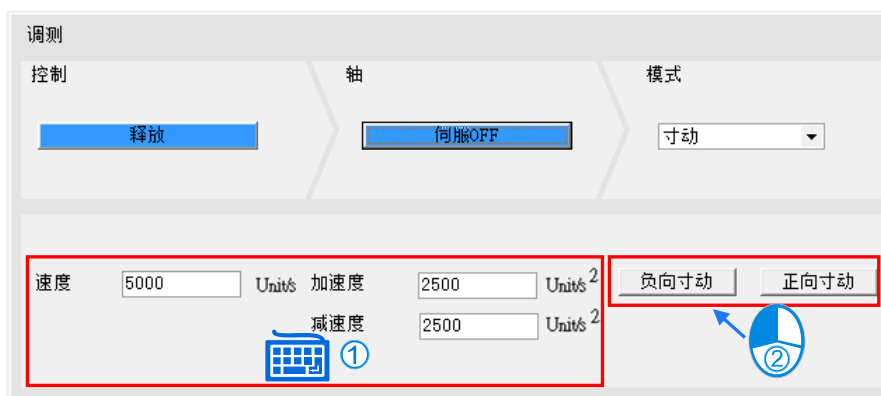 调测
控制 轴 模式
释放 伺服OFF 寸动
速度 5000 Unit/s 加速度 2500 Unit/s 2 负向寸动 正向寸动
减速度 2500 Unit/s 2
① ②